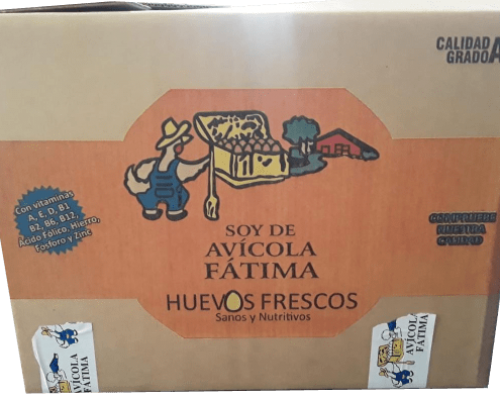 CALIDAD
GRADO A
Con vitaminas
A, E, D, B1
B2, B6, B12,
Ácido Fólico, Hierro,
Fosforo y Zinc
SOY DE
AVÍCOLA
FÁTIMA
HUEVOS FRESCOS
Sanos y Nutritivos
AVÍCOLA
FÁTIMA
AVÍCOLA
FÁTIMA